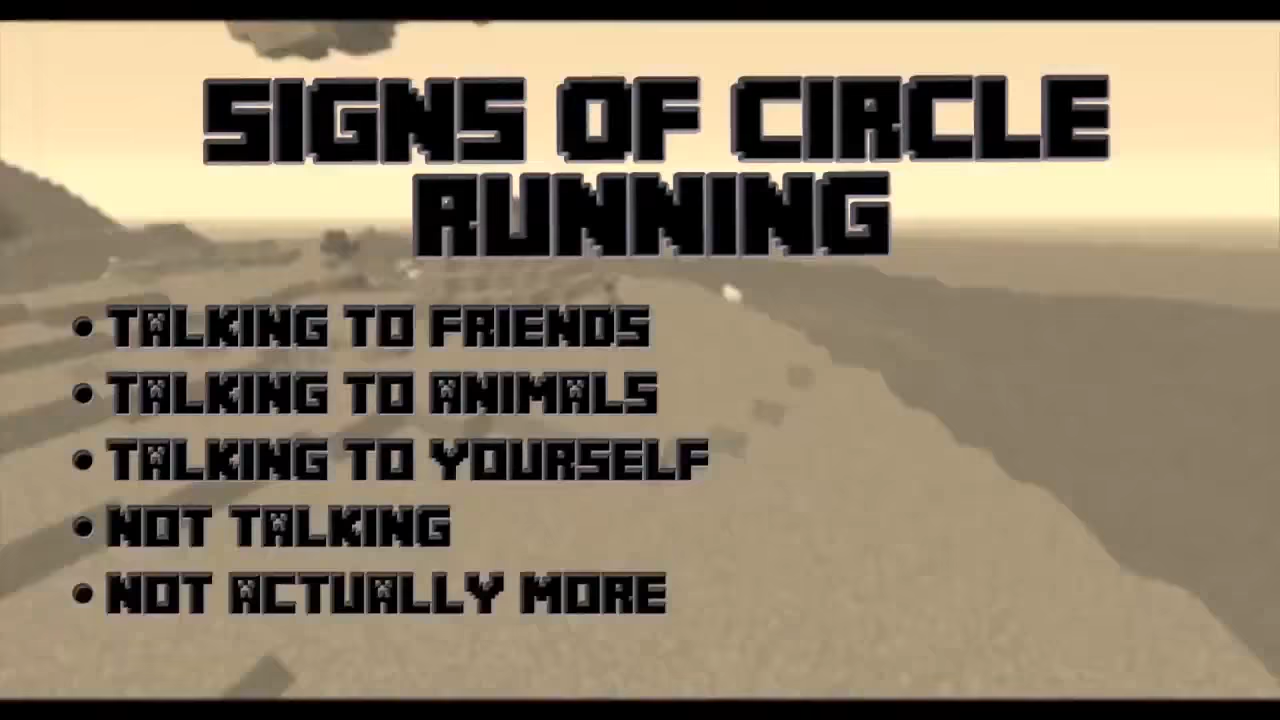 SIGNS OF CIRCLE
RUNNING
• TALKING TO FRIENDS
• TALKING TO ANIMALS
• TALKING TO YOURSELF
• NOT TALKING
• NOT ACTUALLY MORE